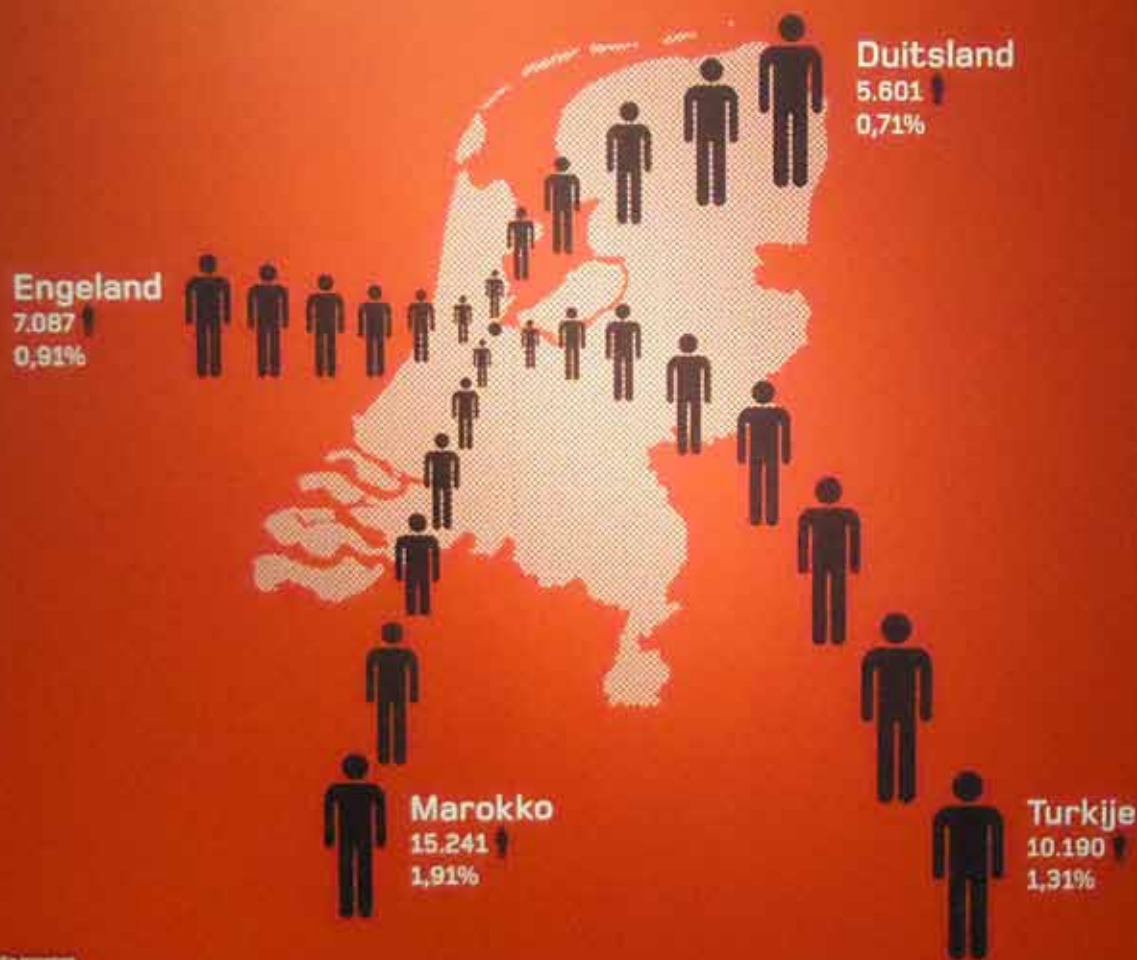 Duitsland
5.601
0,71%
Engeland
7.087
0,91%
Marokko
15.241
1,91%
Turkije
10.190
1,31%